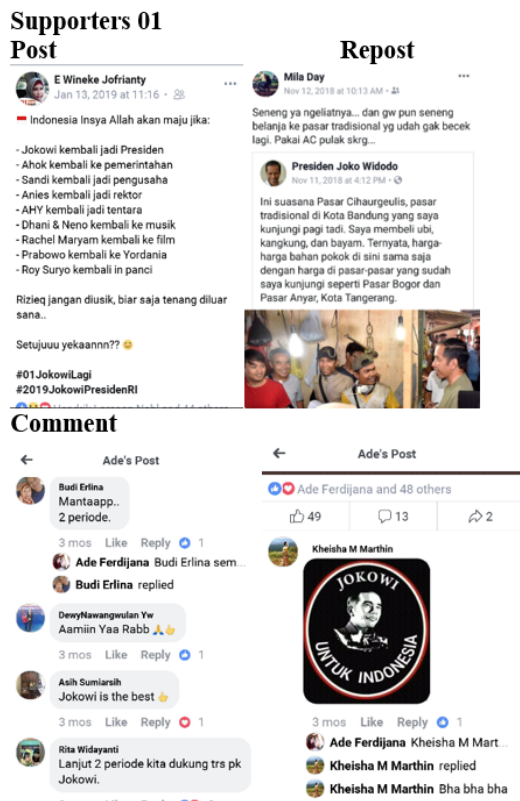 Supporters 01
Post
Repost
E Wineke Jofrianty
Jan 13, 2019 at 11:16
Indonesia Insya Allah akan maju jika:
- Jokowi kembali jadi Presiden
- Ahok kembali ke pemerintahan
- Sandi kembali jadi pengusaha
- Anies kembali jadi rektor
- AHY kembali jadi tentara
- Dhani & Neno kembali ke musik
- Rachel Maryam kembali ke film
- Prabowo kembali ke Yordania
- Roy Suryo kembali in panci
Rizieq jangan diusik, biar saja tenang diluar
sana..
Setujuuu yekaannn??
#01JokowiLagi
#2019JokowiPresidenRI
Mila Day
Nov 12, 2018 at 10:13 AM
Seneng ya ngeliatnya... dan gw pun seneng
belanja ke pasar tradisional yg udah gak becek
lagi. Pakai AC pulak skrg...
Presiden Joko Widodo
Nov 11, 2018 at 4:12 PM
Ini suasana Pasar Cihaurgeulis, pasar
tradisional di Kota Bandung yang saya
kunjungi pagi tadi. Saya membeli ubi,
kangkung, dan bayam. Ternyata, harga-
harga bahan pokok di sini sama saja
dengan harga di pasar-pasar yang sudah
saya kunjungi seperti Pasar Bogor dan
Pasar Anyar, Kota Tangerang.
Comment
Ade's Post
Budi Erlina
Mantaapp..
2 periode.
3 mos Like Reply 1
Ade Ferdijana Budi Erlina sem...
Budi Erlina replied
DewyNawangwulan Yw
Aamiin Yaa Rabb
3 mos Like Reply 1
Asih Sumiarsih
Jokowi is the best
3 mos Like Reply 1
Rita Widayanti
Lanjut 2 periode kita dukung trs pk
Jokowi.
Ade's Post
Ade Ferdijana and 48 others
49 13 2
Kheisha M Marthin
JOKOWI
UNTUK INDONESIA
3 mos Like Reply 1
Ade Ferdijana Kheisha M Mart...
Kheisha M Marthin replied
Kheisha M Marthin Bha bha bha